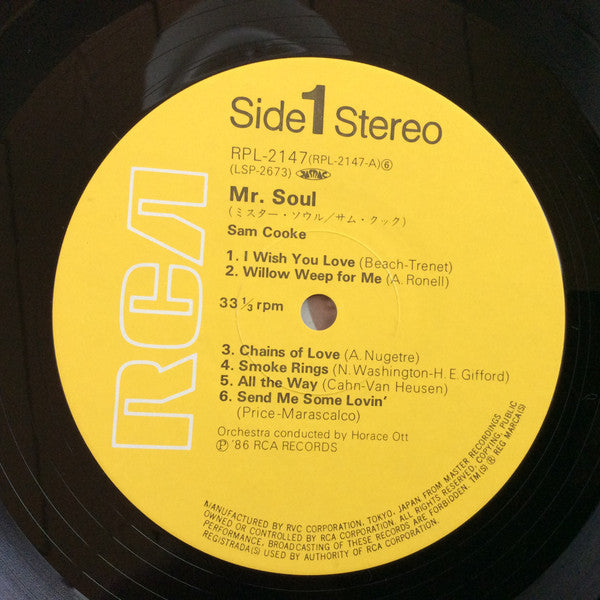 Side 1 Stereo
RPL-2147 (RPL-2147-A) ⑥
(LSP-2673)
Mr. Soul
(ミスター・ソウル/サム・クック)
Sam Cooke
1. I Wish You Love (Beach-Trenet)
2. Willow Weep for Me (A. Ronell)
33 1/3 rpm
3. Chains of Love (A. Nugetre)
4. Smoke Rings (N. Washington-H. E. Gifford)
5. All the Way (Cahn-Van Heusen)
6. Send Me Some Lovin'
(Price-Marascalco)
Orchestra conducted by Horace Ott
Ⓟ '86 RCA RECORDS
RCA
MANUFACTURED BY RVC CORPORATION, TOKYO, JAPAN FROM MASTER RECORDINGS
OWNED OR CONTROLLED BY RCA CORPORATION. ALL RIGHTS RESERVED. COPYING, PUBLIC
PERFORMANCE, BROADCASTING OF THESE RECORDS ARE FORBIDDEN. TM(S) ® REG MARCA(S)
REGISTRADA(S) USED BY AUTHORITY OF RCA CORPORATION.